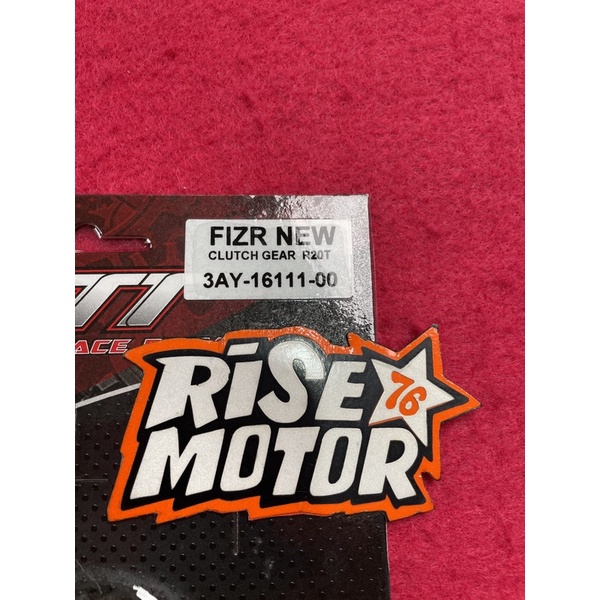 FIZR NEW
CLUTCH GEAR R20T
3AY-16111-00
RiSE
76
MOTOR